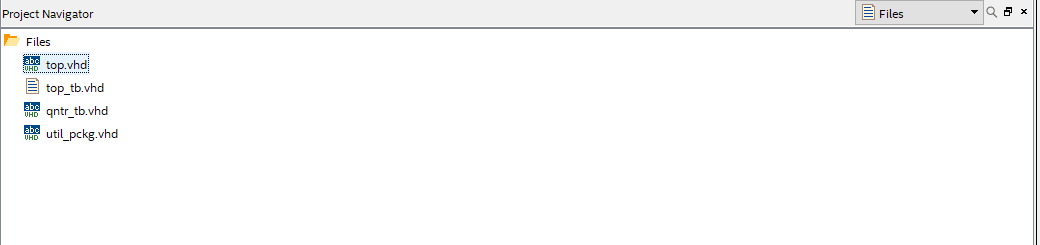 Project Navigator
Files
Files
abc VHD top.vhd
top_tb.vhd
abc VHD qntr_tb.vhd
abc VHD util_pckg.vhd